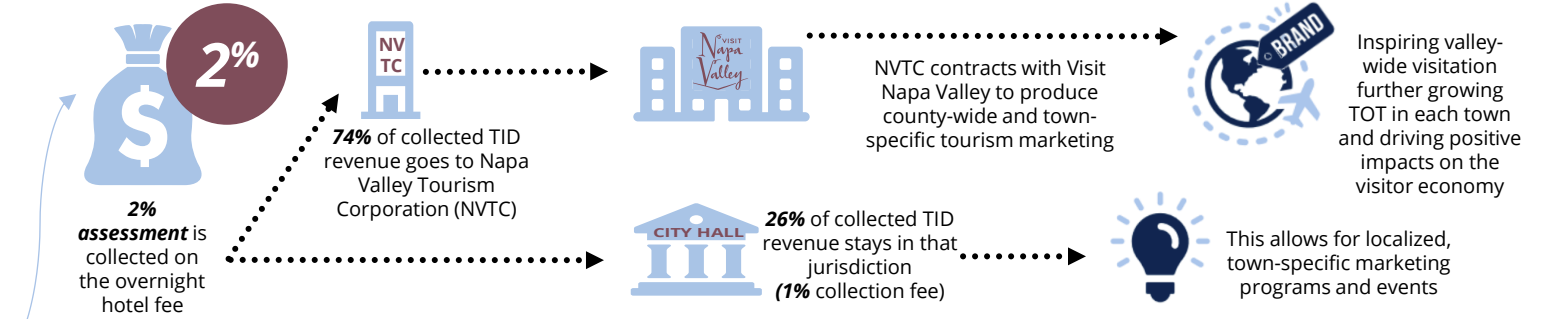 2%
$
2%
assessment is
collected on
the overnight
hotel fee
NV
TC
74% of collected TID
revenue goes to Napa
Valley Tourism
Corporation (NVTC)
VISIT
Napa
Valley
NVTC contracts with Visit
Napa Valley to produce
county-wide and town-
specific tourism marketing
BRAND
Inspiring valley-
wide visitation
further growing
TOT in each town
and driving positive
impacts on the
visitor economy
CITY HALL
26% of collected TID
revenue stays in that
jurisdiction
(1% collection fee)
This allows for localized,
town-specific marketing
programs and events